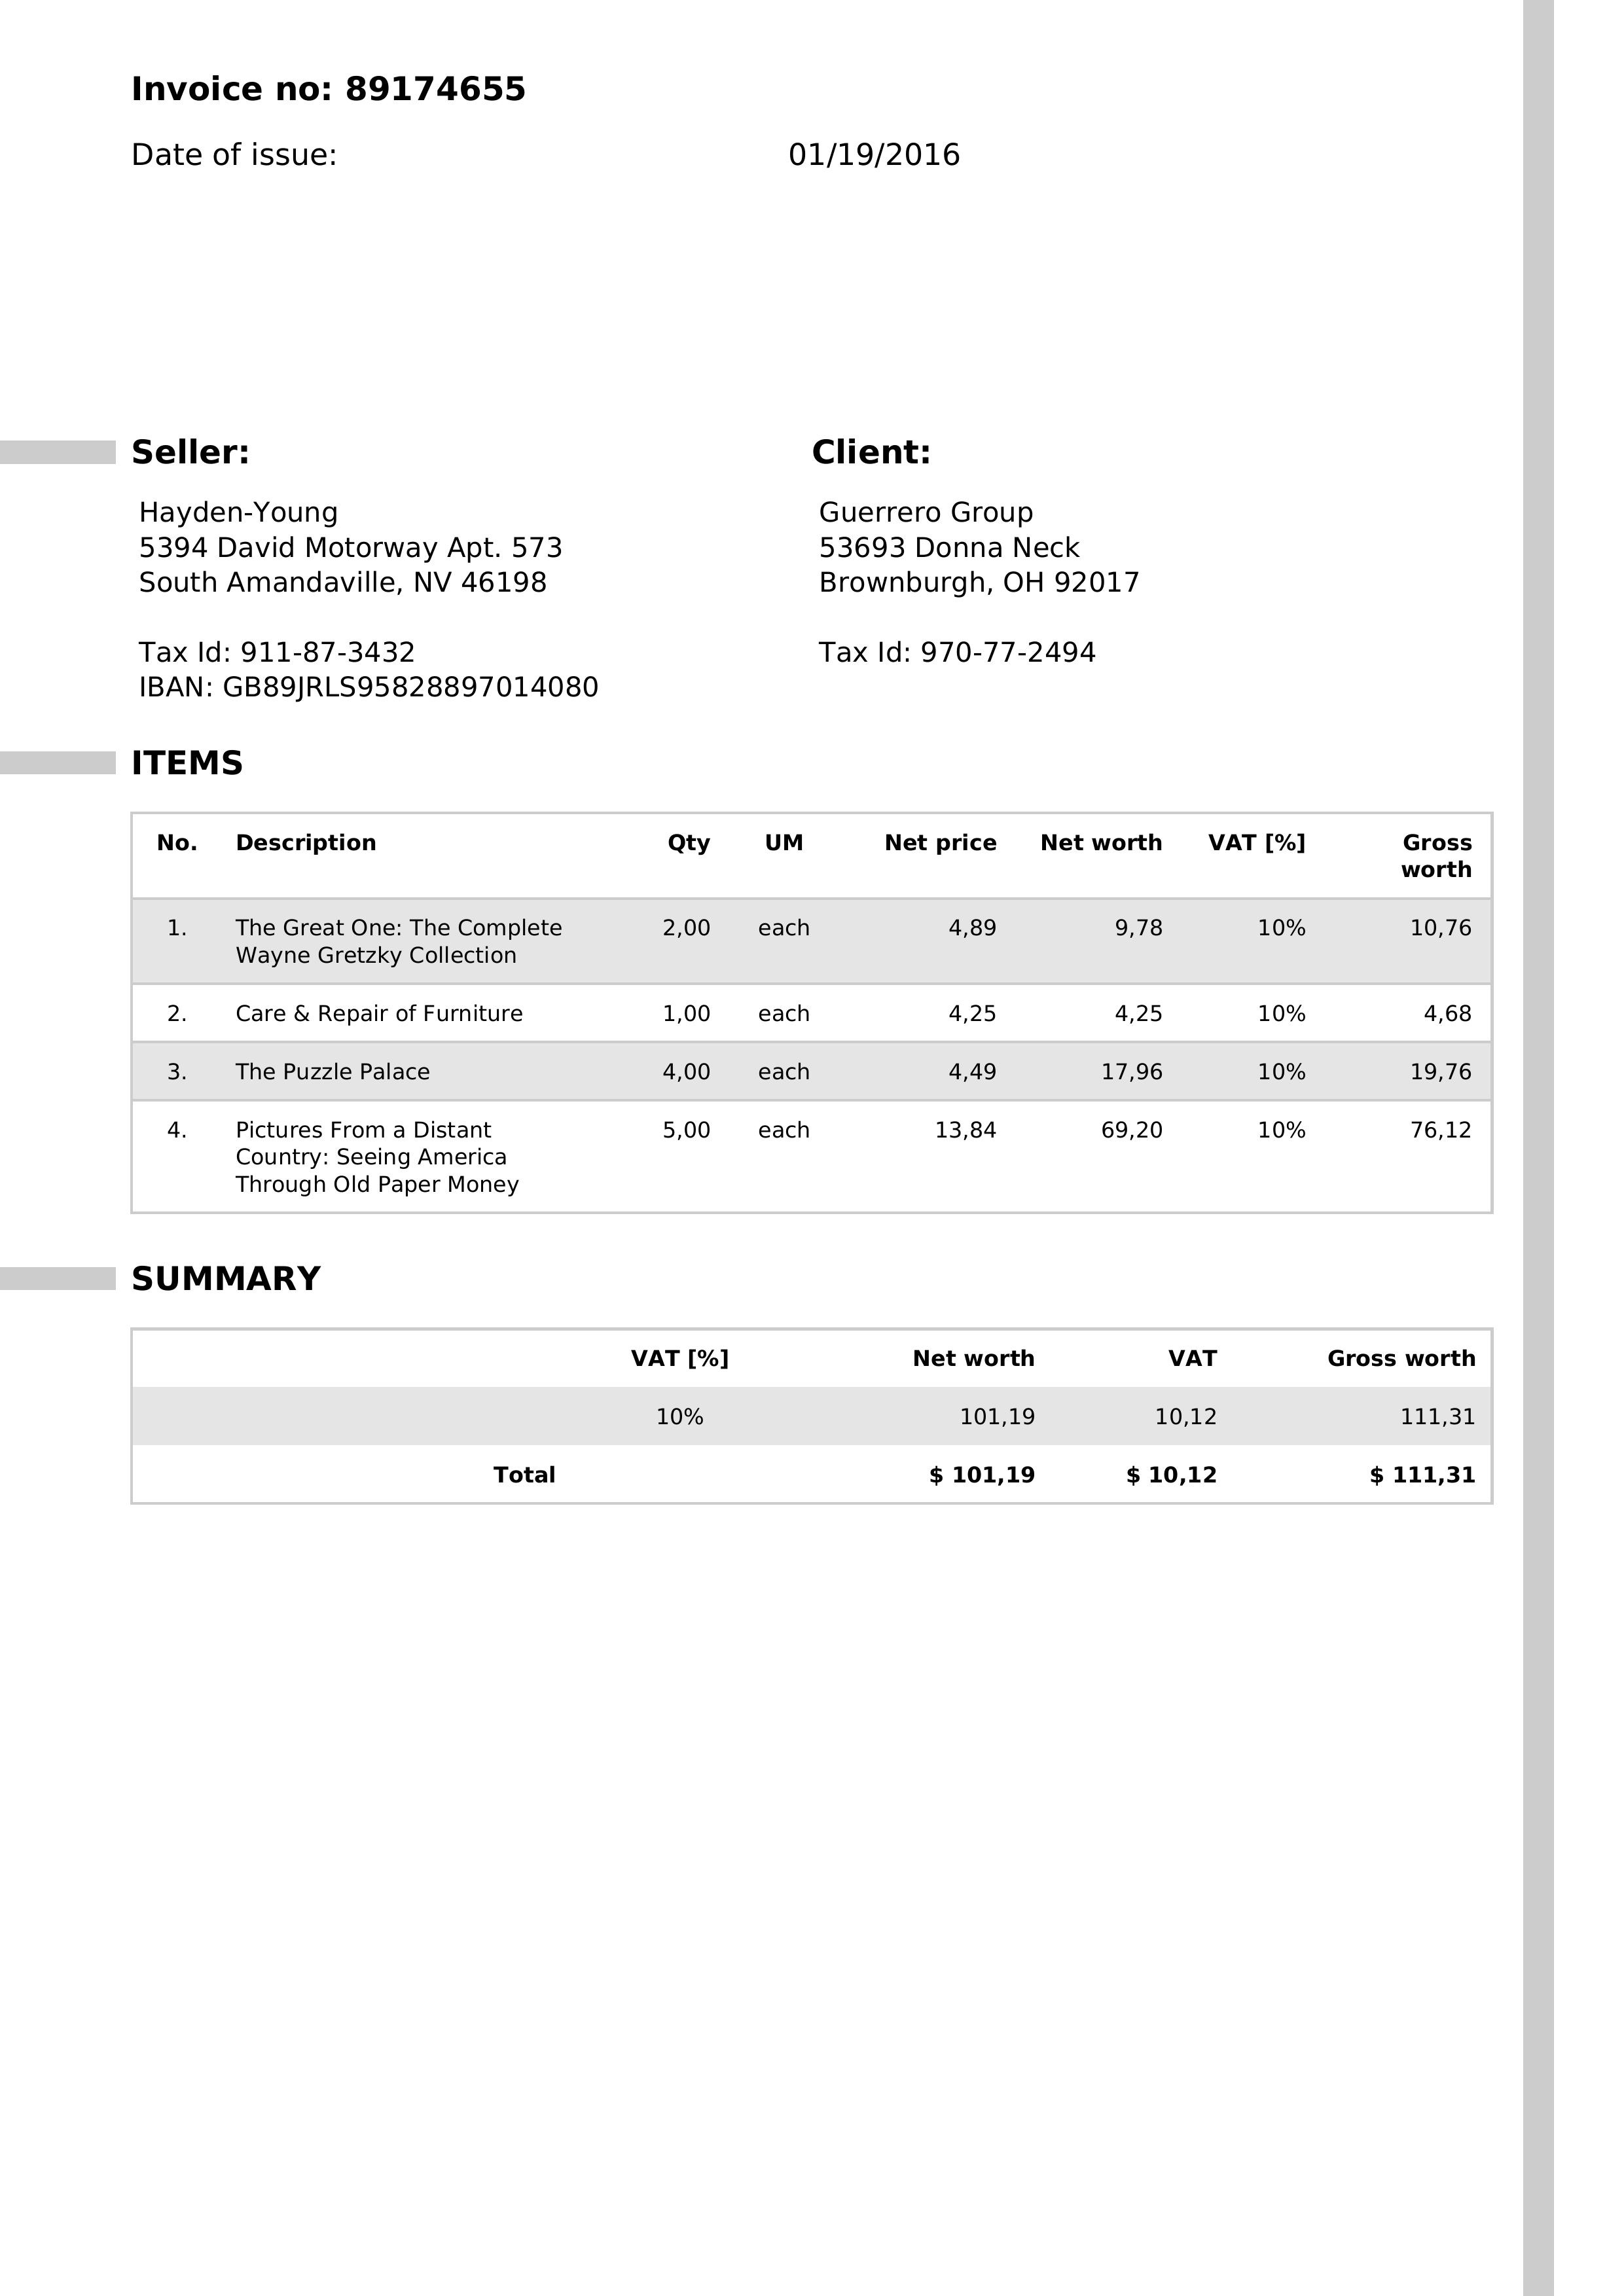 Invoice no: 89174655
Date of issue: 01/19/2016
Seller:
Hayden-Young
5394 David Motorway Apt. 573
South Amandaville, NV 46198
Tax Id: 911-87-3432
IBAN: GB89JRLS95828897014080
Client:
Guerrero Group
53693 Donna Neck
Brownburgh, OH 92017
Tax Id: 970-77-2494
ITEMS
No. Description Qty UM Net price Net worth VAT [%] Gross
worth
1. The Great One: The Complete 2,00 each 4,89 9,78 10% 10,76
Wayne Gretzky Collection
2. Care & Repair of Furniture 1,00 each 4,25 4,25 10% 4,68
3. The Puzzle Palace 4,00 each 4,49 17,96 10% 19,76
4. Pictures From a Distant 5,00 each 13,84 69,20 10% 76,12
Country: Seeing America
Through Old Paper Money
SUMMARY
VAT [%] Net worth VAT Gross worth
10% 101,19 10,12 111,31
Total $ 101,19 $ 10,12 $ 111,31